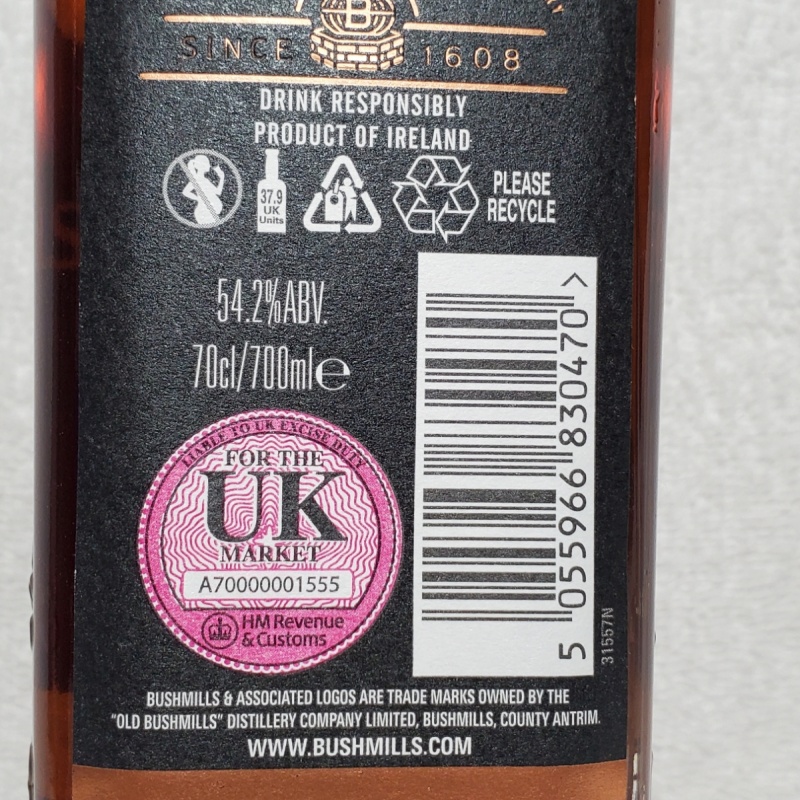 B
SINCE 1608
DRINK RESPONSIBLY
PRODUCT OF IRELAND
37.9
UK
Units
PLEASE
RECYCLE
54.2%ABV.
70cl/700ml℮
LIABLE TO UK EXCISE DUTY
FOR THE
UK
MARKET
A70000001555
HM Revenue
& Customs
5 055966 830470 >
31557N
BUSHMILLS & ASSOCIATED LOGOS ARE TRADE MARKS OWNED BY THE
"OLD BUSHMILLS" DISTILLERY COMPANY LIMITED, BUSHMILLS, COUNTY ANTRIM.
WWW.BUSHMILLS.COM